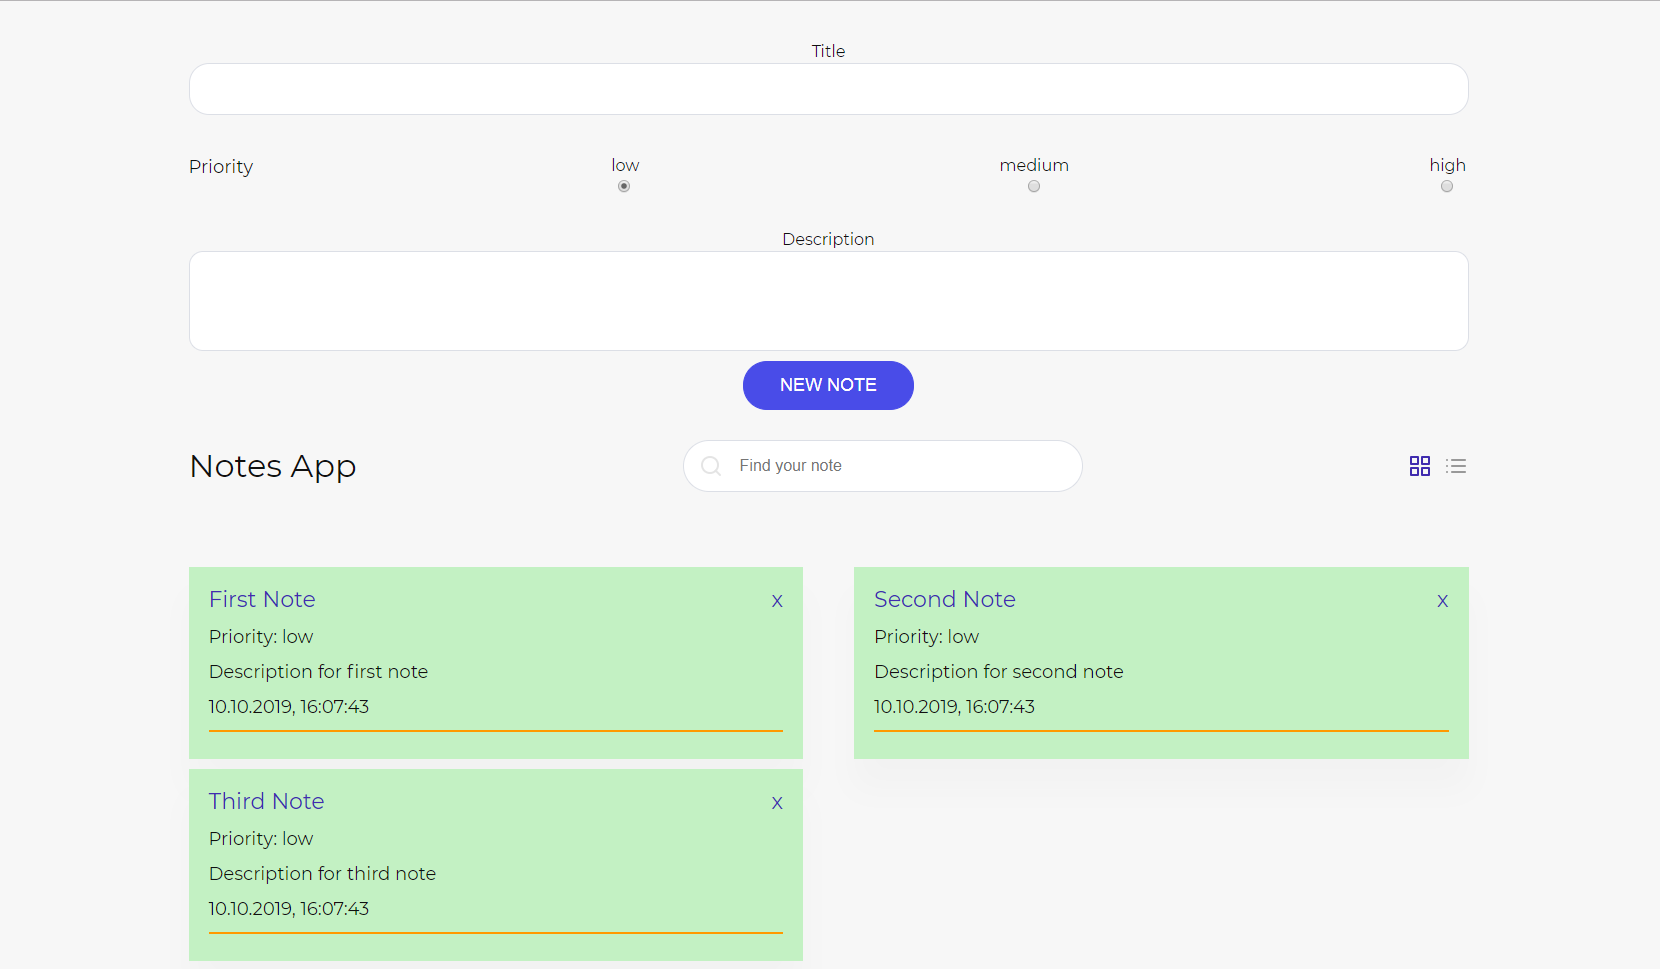 Title
Priority
low
medium
high
Description
NEW NOTE
Notes App
Find your note
First Note
x
Priority: low
Description for first note
10.10.2019, 16:07:43
Second Note
x
Priority: low
Description for second note
10.10.2019, 16:07:43
Third Note
x
Priority: low
Description for third note
10.10.2019, 16:07:43